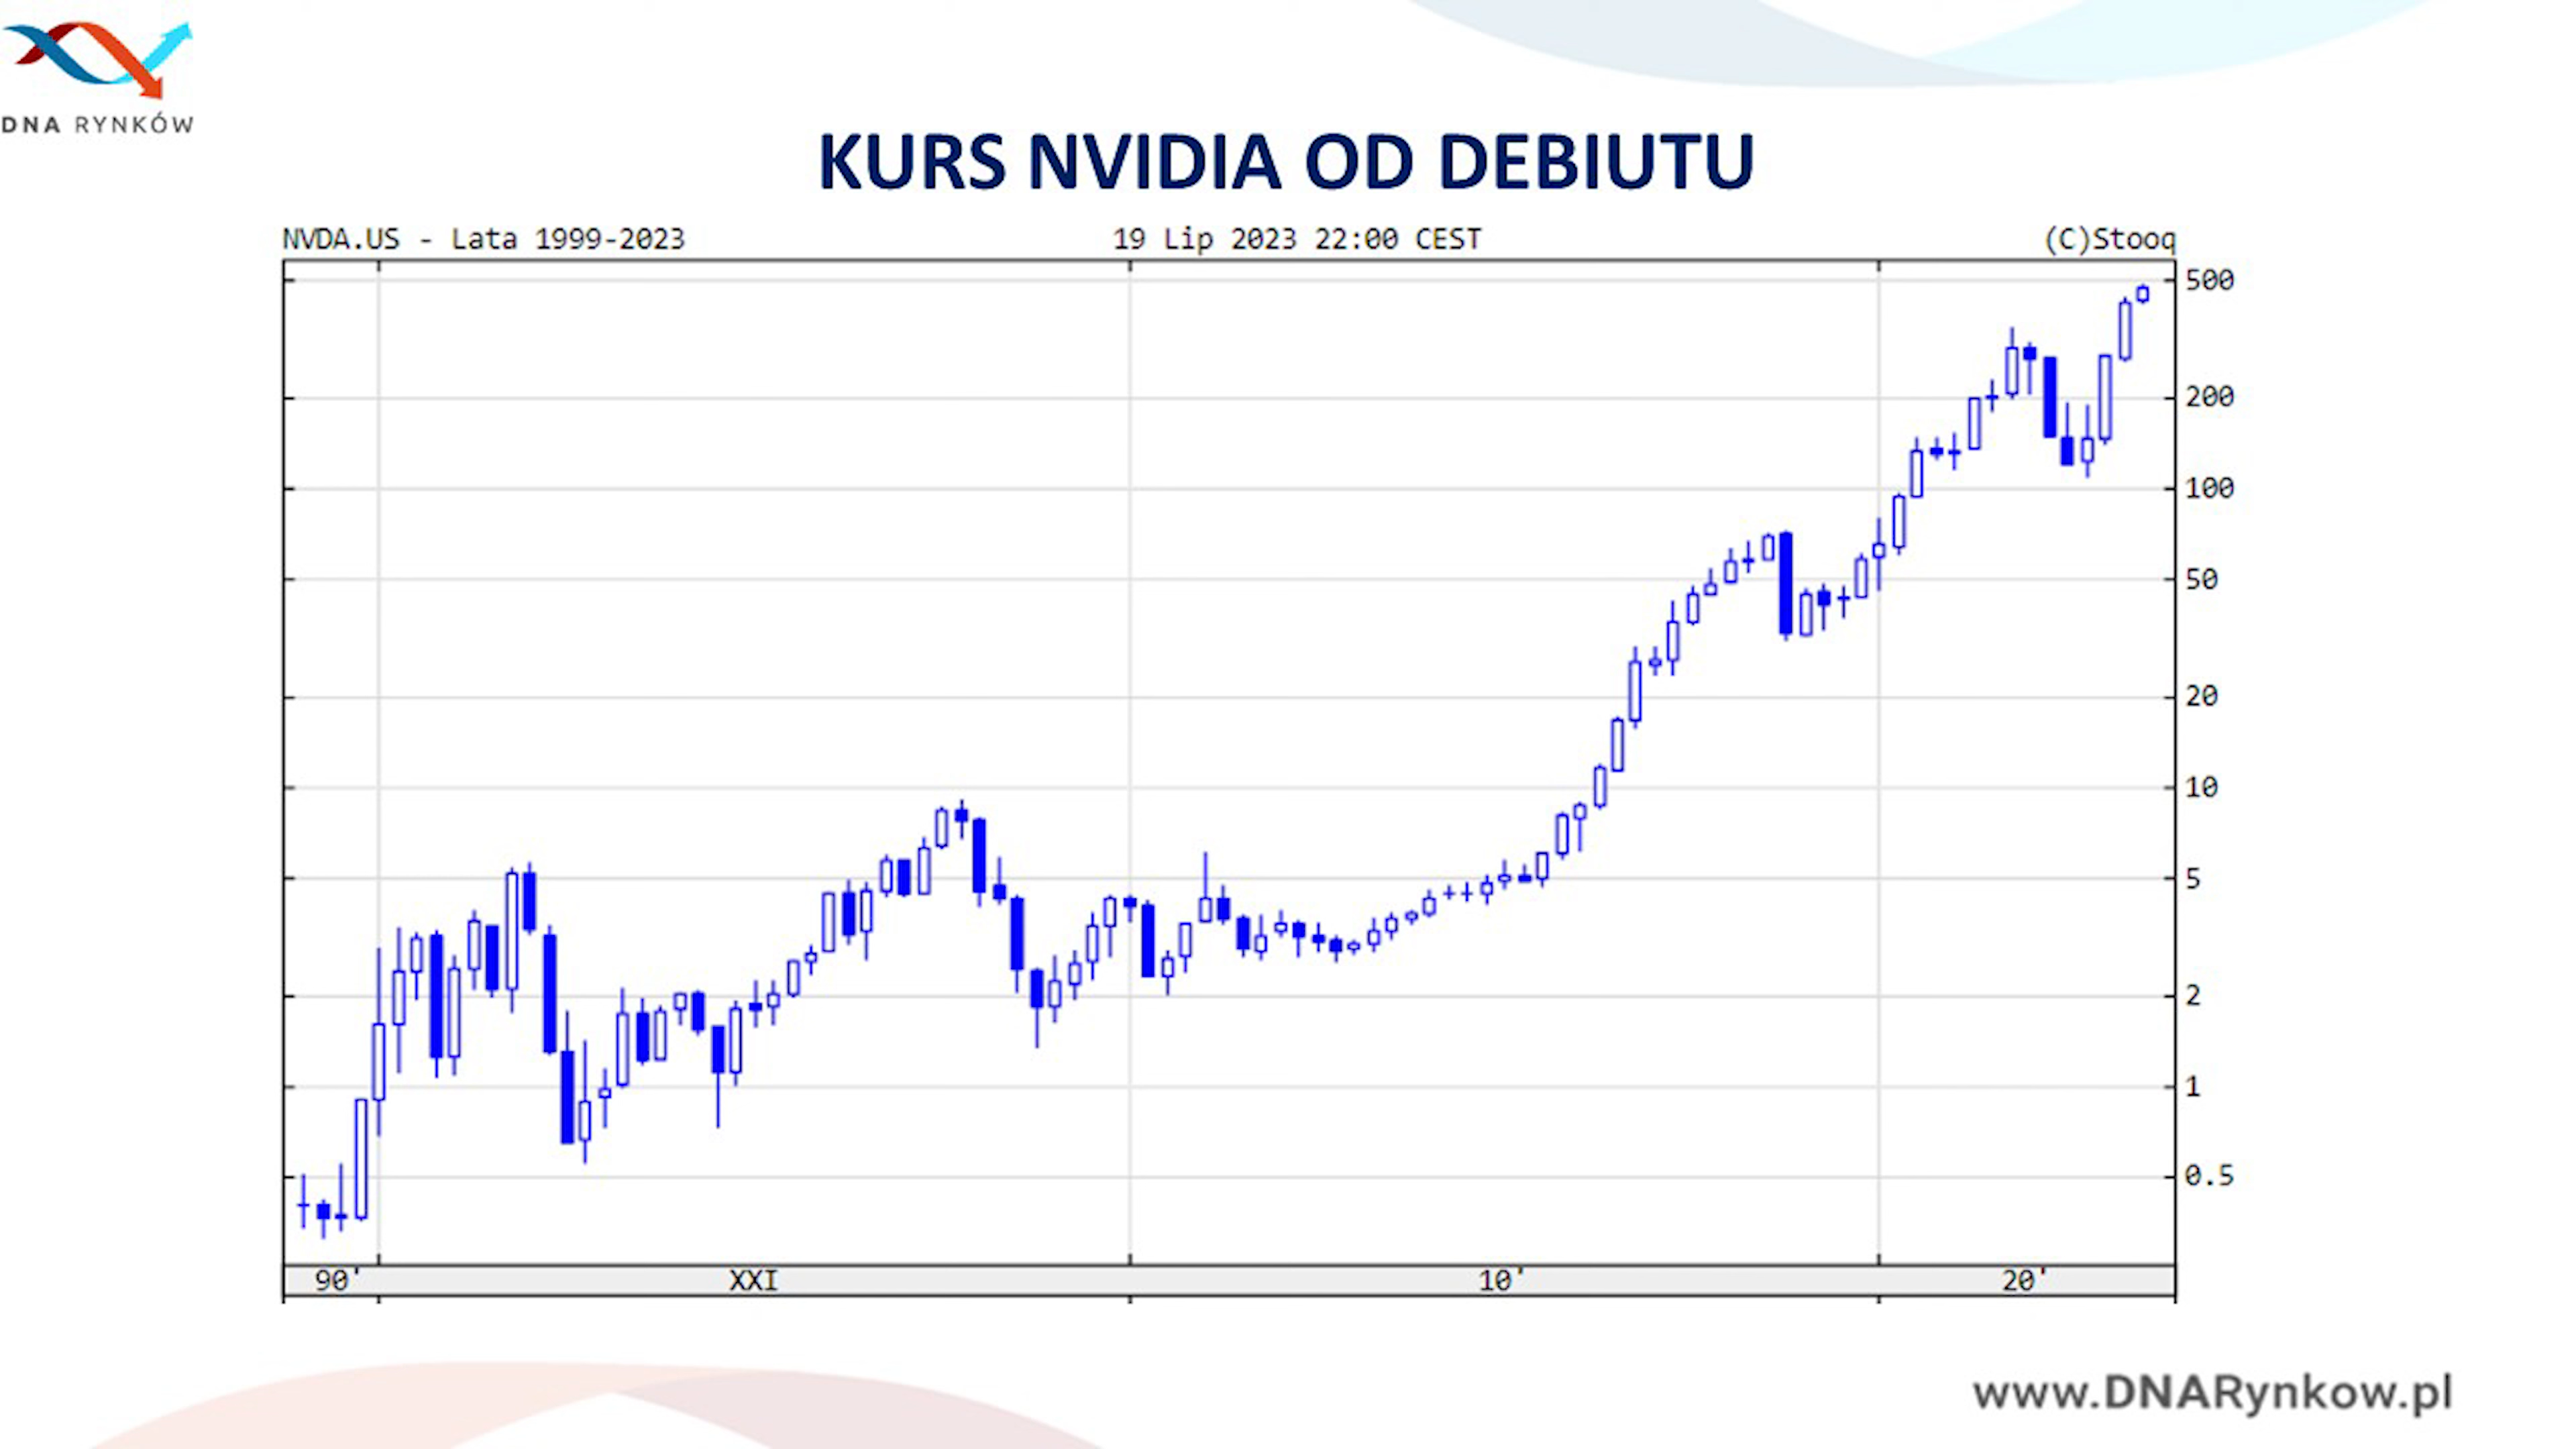 DNA RYNKÓW
KURS NVIDIA OD DEBIUTU
NVDA.US - Lata 1999-2023 19 Lip 2023 22:00 CEST (C)Stooq
500
200
100
50
20
10
5
2
1
0.5
90' XXI 10' 20'
www.DNARynkow.pl